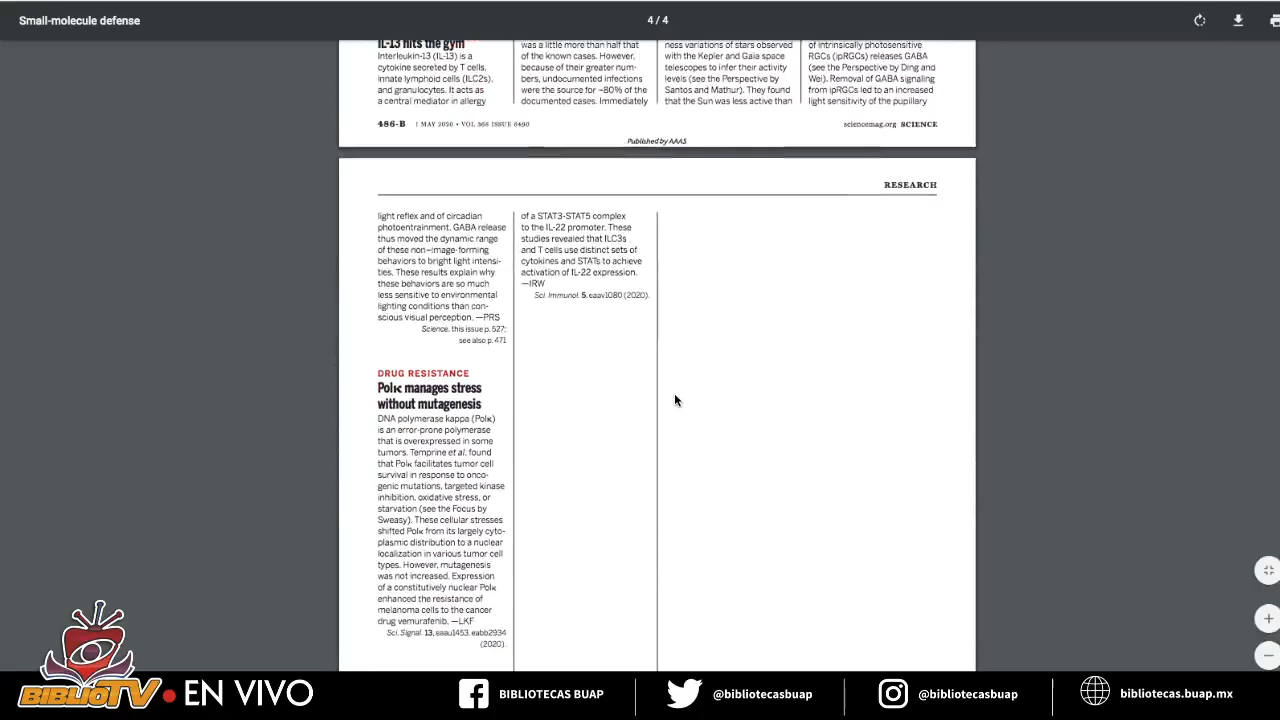 Small-molecule defense
4 / 4
IL-13 hits the gym
Interleukin-13 (IL-13) is a
cytokine secreted by T cells,
innate lymphoid cells (ILC2s),
and granulocytes. It acts as
a central mediator in allergy
was a little more than half that
of the known cases. However,
because of their greater num-
bers, undocumented infections
were the source for ~80% of the
documented cases. Immediately
ness variations of stars observed
with the Kepler and Gaia space
telescopes to infer their activity
levels (see the Perspective by
Santos and Mathur). They found
that the Sun was less active than
of intrinsically photosensitive
RGCs (ipRGCs) releases GABA
(see the Perspective by Ding and
Wei). Removal of GABA signaling
from ipRGCs led to an increased
light sensitivity of the pupillary
486-B 1 MAY 2020 • VOL 368 ISSUE 6490
sciencemag.org SCIENCE
Published by AAAS
RESEARCH
light reflex and of circadian
photoentrainment. GABA release
thus moved the dynamic range
of these non–image-forming
behaviors to bright light intensi-
ties. These results explain why
these behaviors are so much
less sensitive to environmental
lighting conditions than con-
scious visual perception. —PRS
Science, this issue p. 527;
see also p. 471
DRUG RESISTANCE
Polκ manages stress
without mutagenesis
DNA polymerase kappa (Polκ)
is an error-prone polymerase
that is overexpressed in some
tumors. Temprine et al. found
that Polκ facilitates tumor cell
survival in response to onco-
genic mutations, targeted kinase
inhibition, oxidative stress, or
starvation (see the Focus by
Sweasy). These cellular stresses
shifted Polκ from its largely cyto-
plasmic distribution to a nuclear
localization in various tumor cell
types. However, mutagenesis
was not increased. Expression
of a constitutively nuclear Polκ
enhanced the resistance of
melanoma cells to the cancer
drug vemurafenib. —LKF
Sci. Signal. 13, eaau1453, eabb2934
(2020).
of a STAT3-STAT5 complex
to the IL-22 promoter. These
studies revealed that ILC3s
and T cells use distinct sets of
cytokines and STATs to achieve
activation of IL-22 expression.
—IRW
Sci. Immunol. 5, eaav1080 (2020).
BIBLIOTV EN VIVO
BIBLIOTECAS BUAP
@bibliotecasbuap
@bibliotecasbuap
bibliotecas.buap.mx